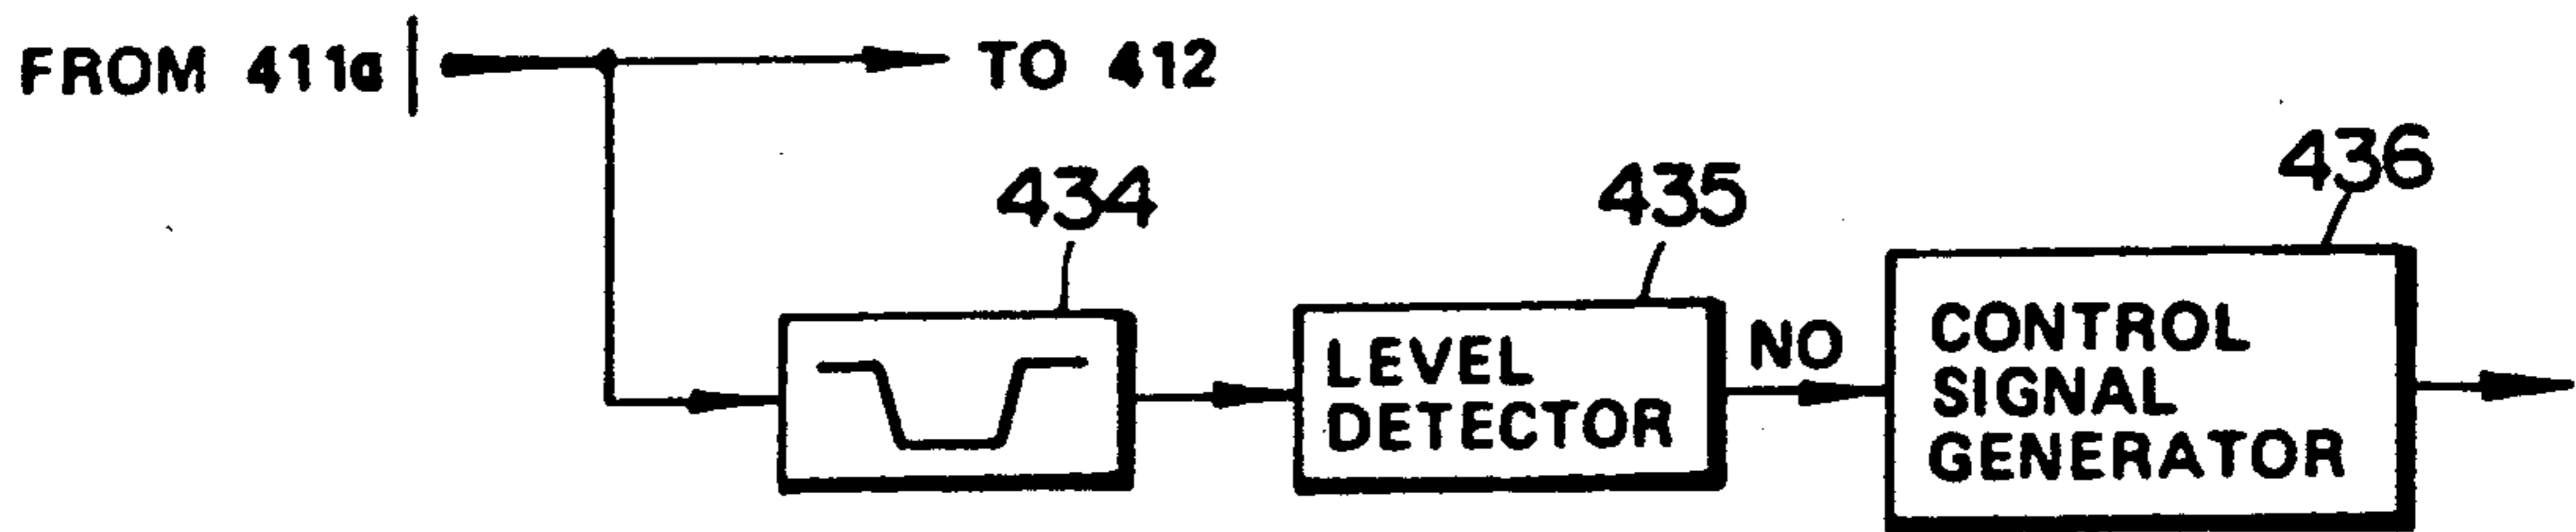 FROM 411a
TO 412
434
435
436
LEVEL
DETECTOR
NO
CONTROL
SIGNAL
GENERATOR